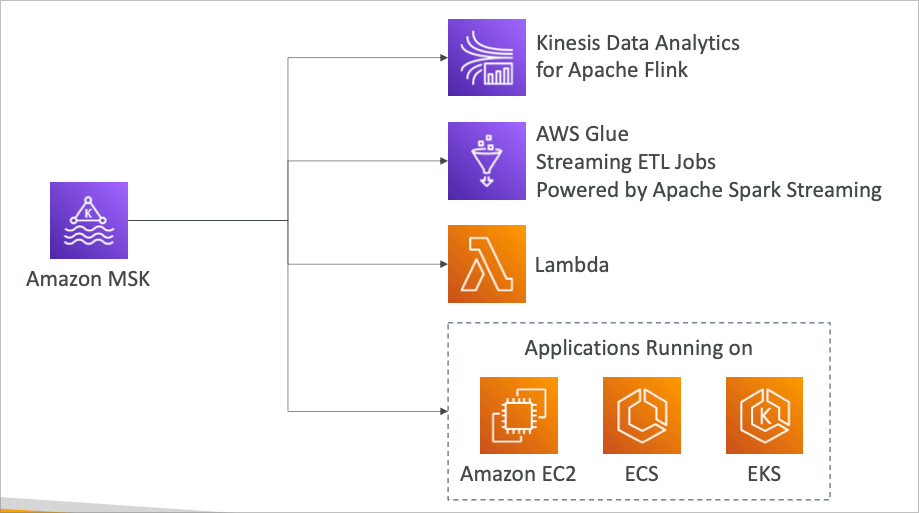 Kinesis Data Analytics
for Apache Flink
AWS Glue
Streaming ETL Jobs
Powered by Apache Spark Streaming
K
Amazon MSK
Lambda
Applications Running on
K
Amazon EC2
ECS
EKS